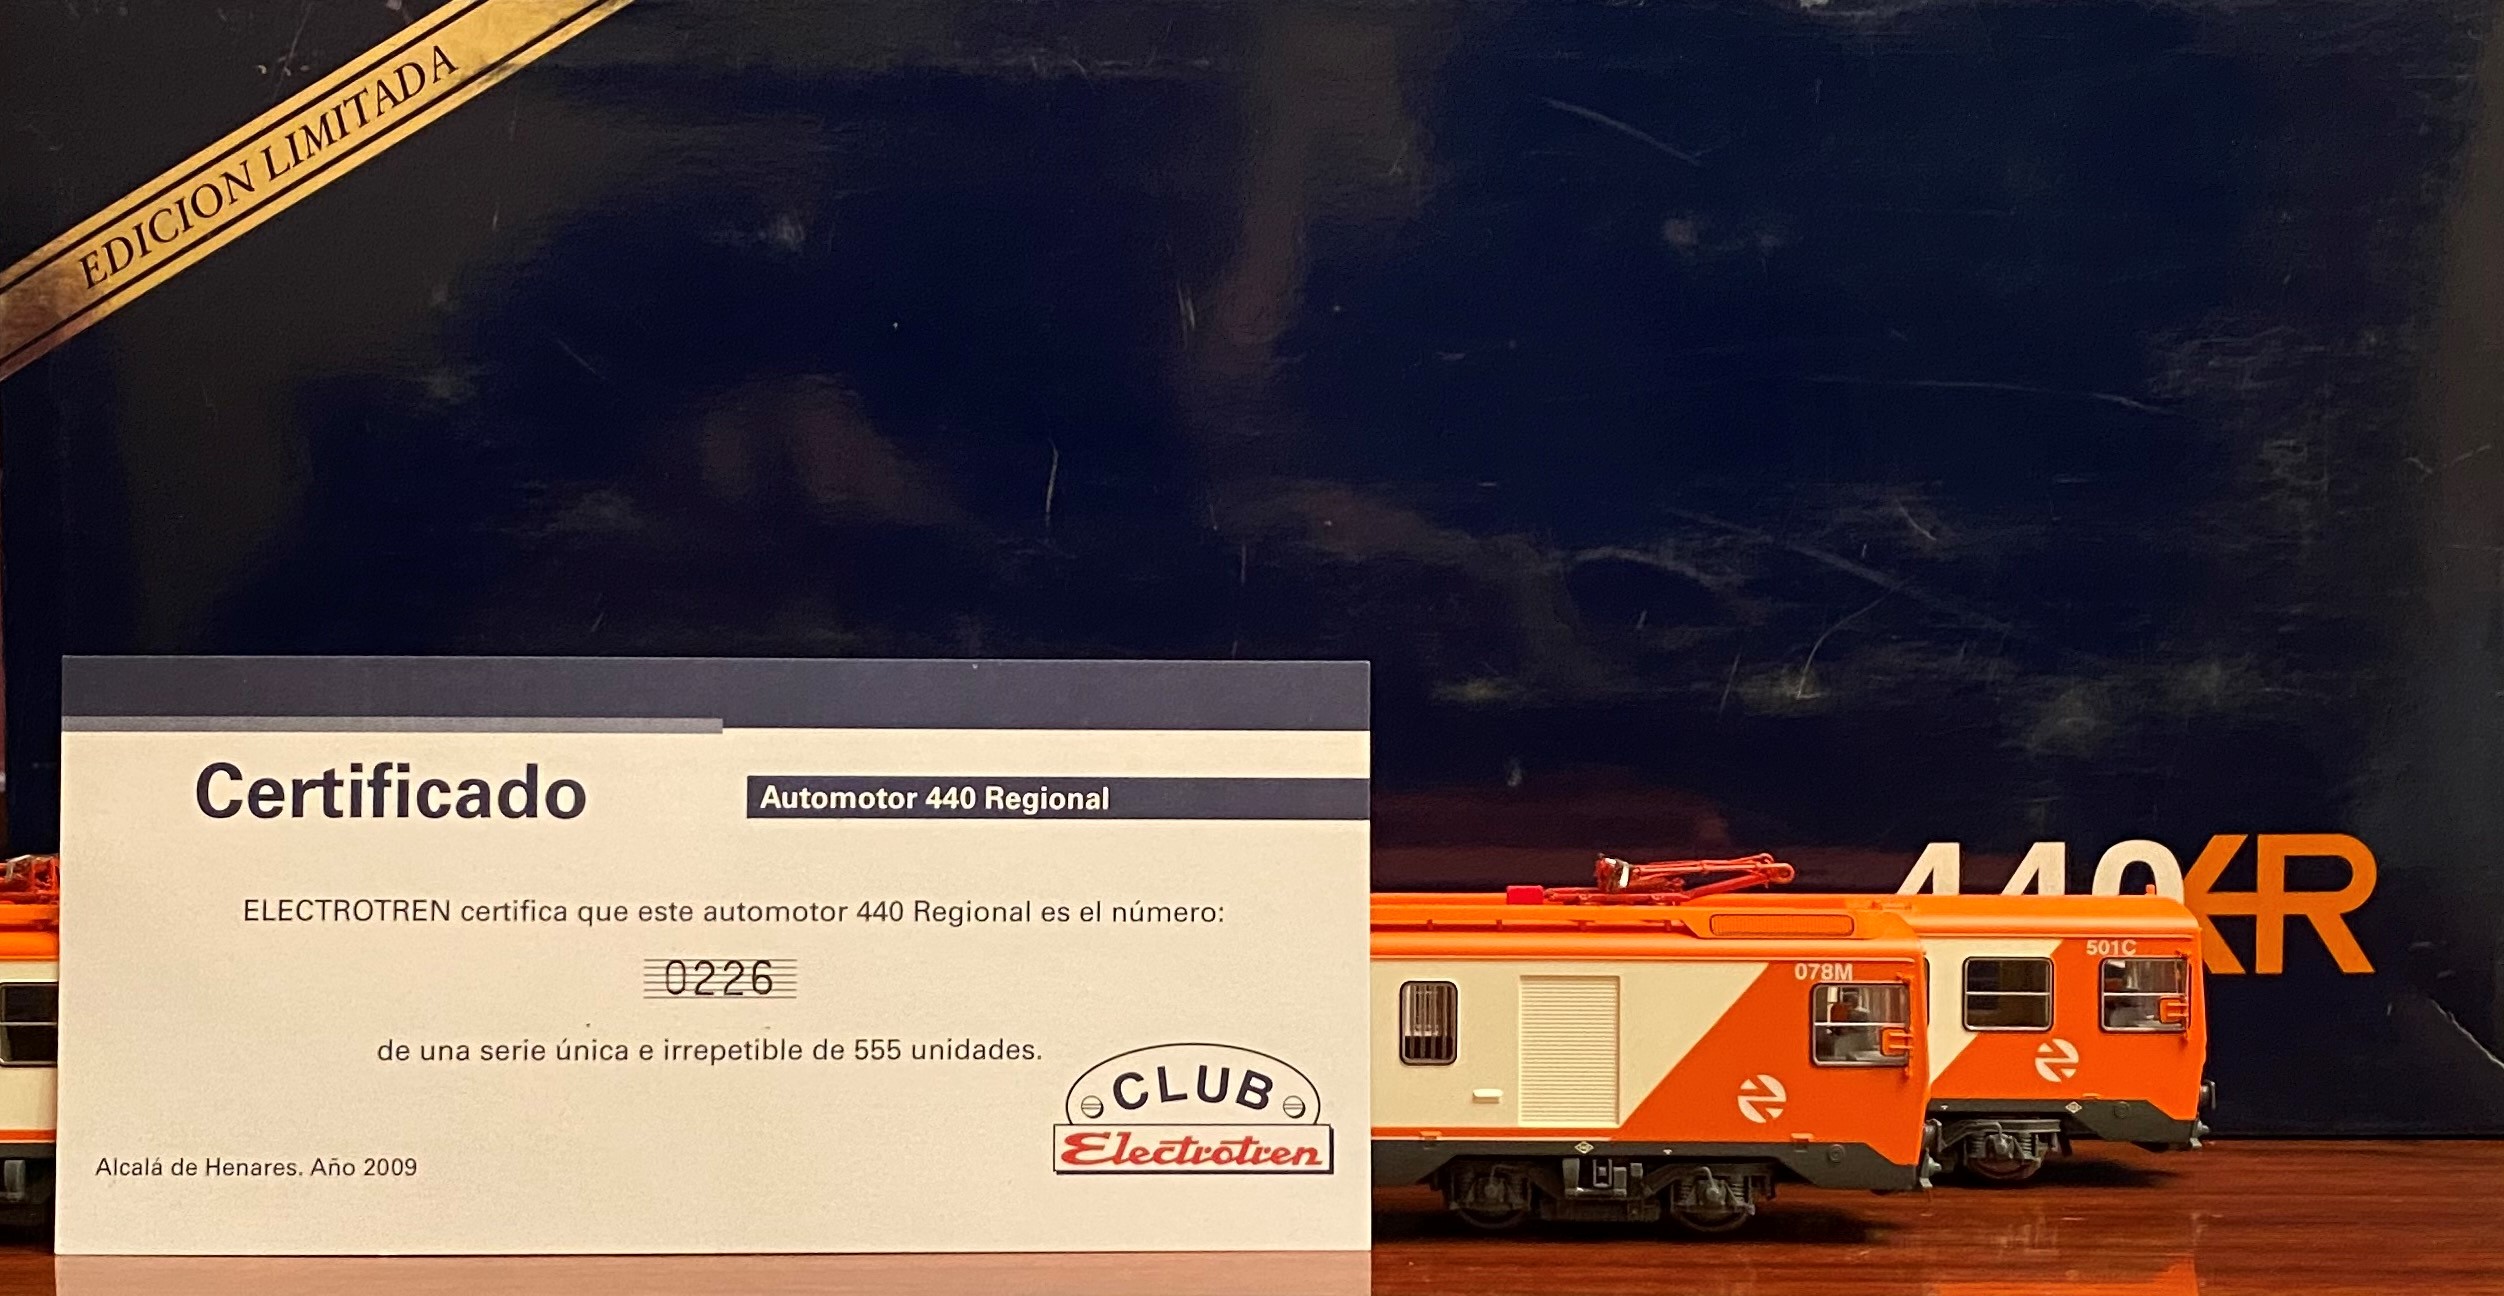 EDICION LIMITADA
Certificado
Automotor 440 Regional
ELECTROTREN certifica que este automotor 440 Regional es el número:
0226
de una serie única e irrepetible de 555 unidades.
CLUB
Electrotren
Alcalá de Henares. Año 2009
440R
078M
501C